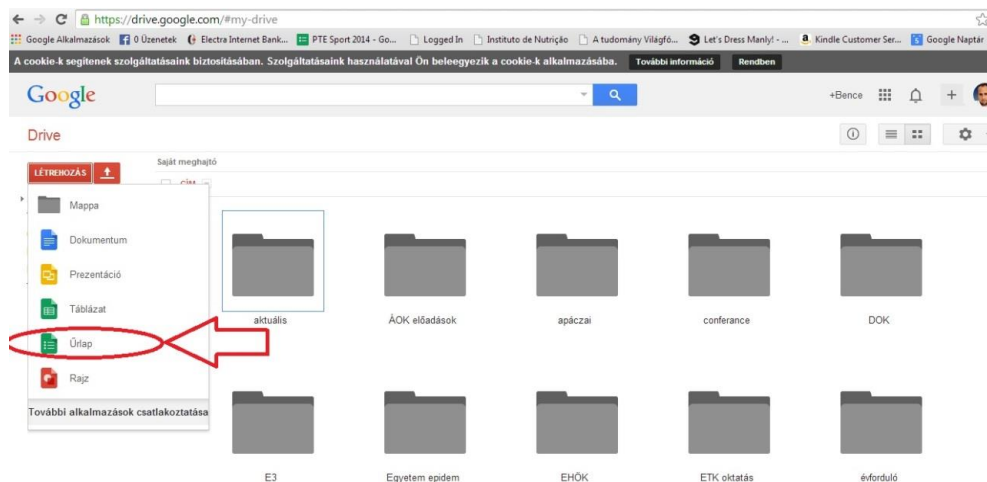 https://drive.google.com/#my-drive
Google Alkalmazások 0 Üzenetek Electra Internet Bank... PTE Sport 2014 - Go... Logged In Instituto de Nutrição A tudomány Világfó... Let's Dress Manly! - ... Kindle Customer Ser... Google Naptár
A cookie-k segítenek szolgáltatásaink biztosításában. Szolgáltatásaink használatával Ön beleegyezik a cookie-k alkalmazásába. További információ Rendben
Google +Bence
Drive
LÉTREHOZÁS Saját meghajtó
CÍM
Mappa
Dokumentum
Prezentáció
Táblázat
aktuális ÁOK előadások apáczai conferance DOK
Űrlap
Rajz
További alkalmazások csatlakoztatása
E3 Egyetem epidem EHÖK ETK oktatás évforduló